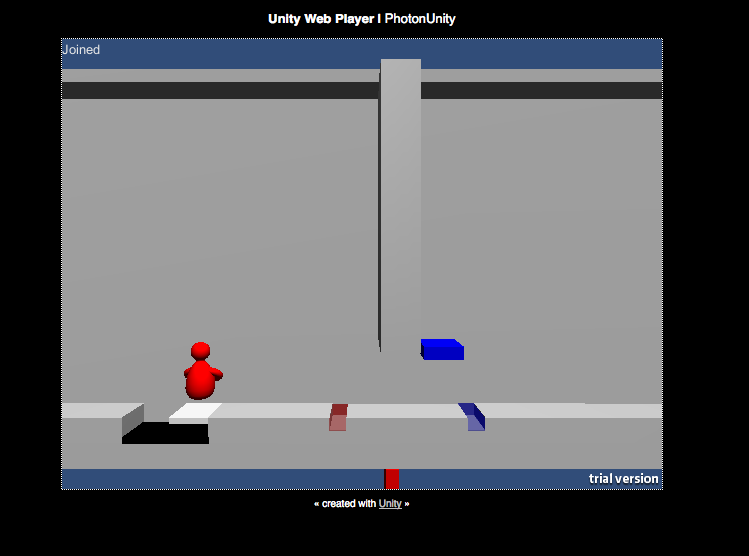 Unity Web Player | PhotonUnity
Joined
trial version
« created with Unity »